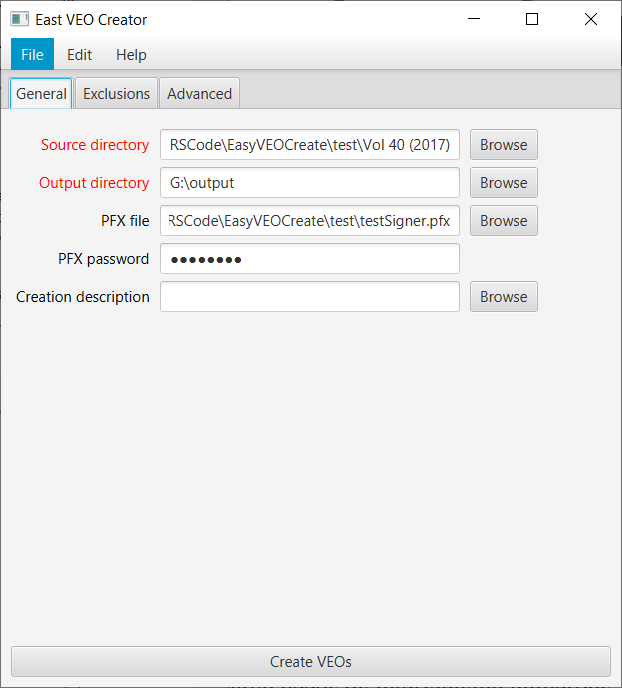 East VEO Creator
File Edit Help
General Exclusions Advanced
Source directory RSCode\EasyVEOCreate\test\Vol 40 (2017) Browse
Output directory G:\output Browse
PFX file RSCode\EasyVEOCreate\test\testSigner.pfx Browse
PFX password ●●●●●●●●
Creation description Browse
Create VEOs